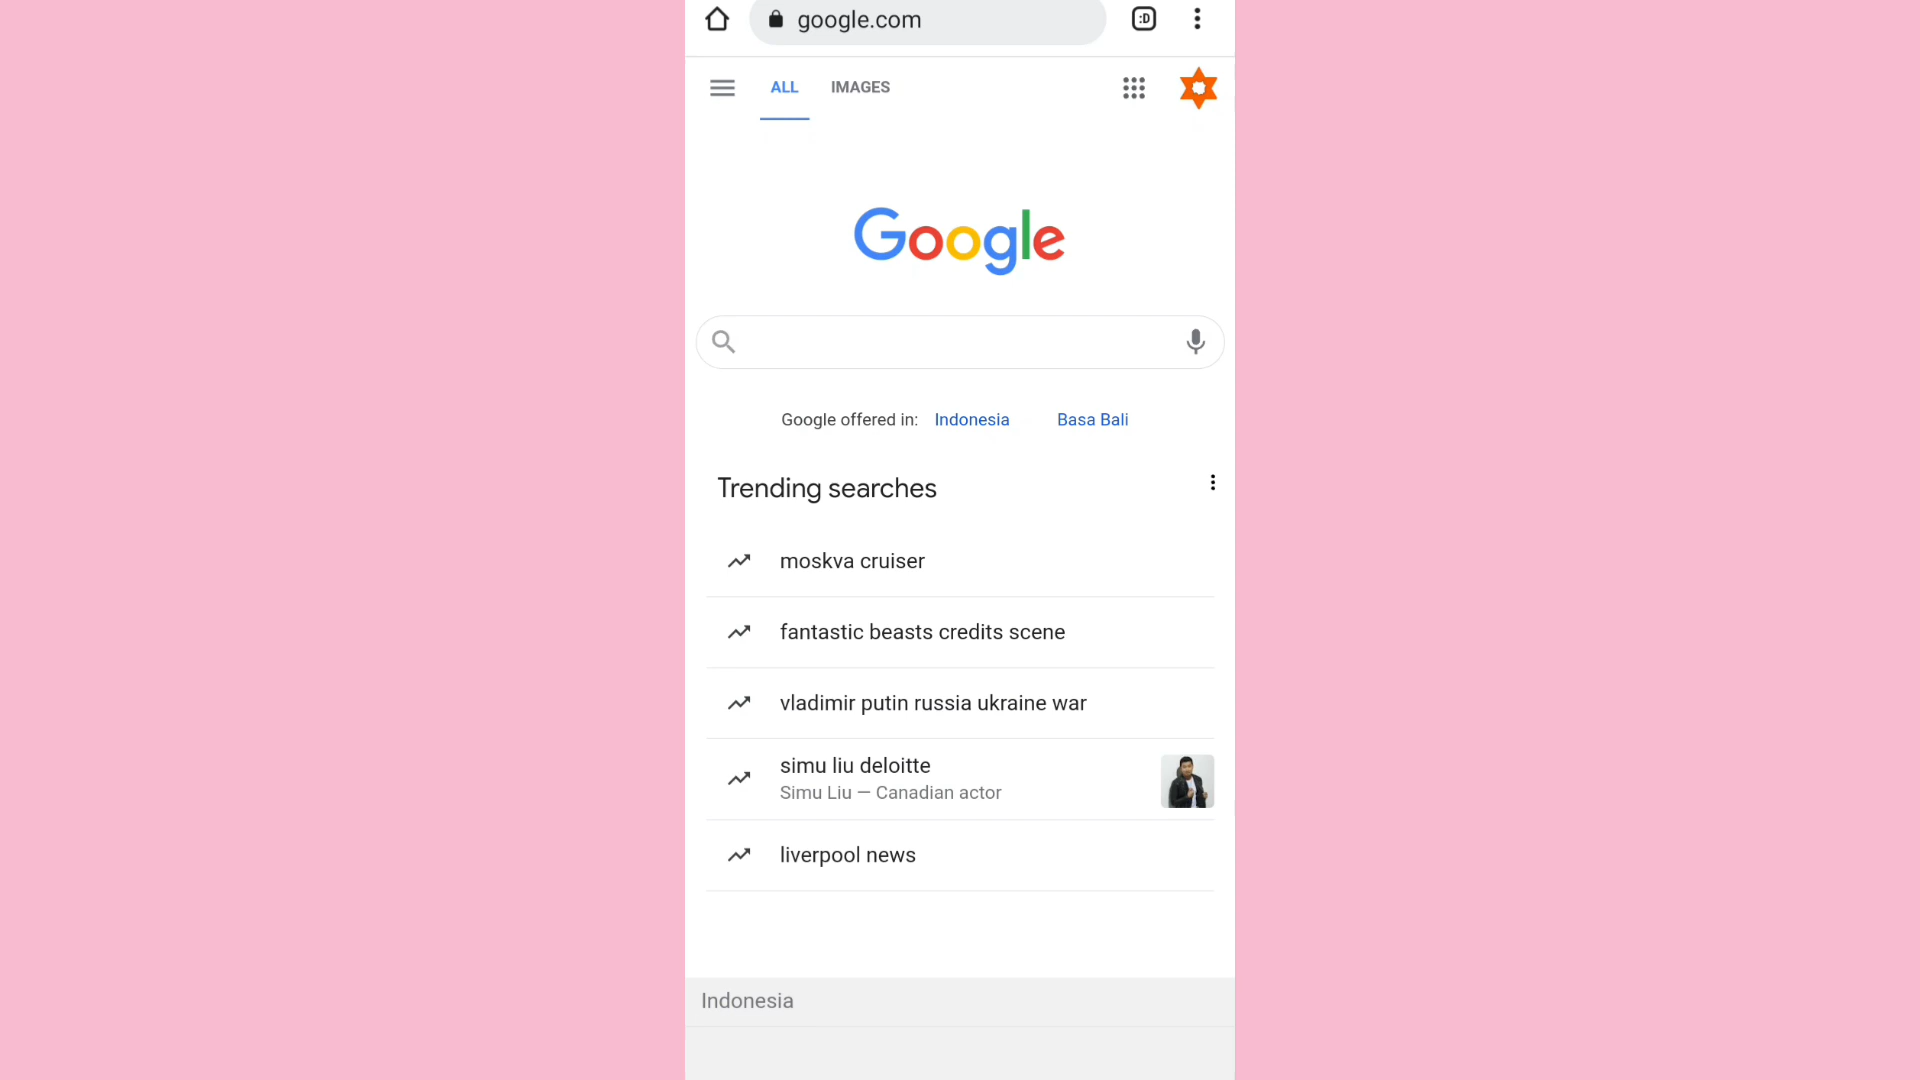 google.com
:D
ALL IMAGES
Google
Google offered in: Indonesia Basa Bali
Trending searches
moskva cruiser
fantastic beasts credits scene
vladimir putin russia ukraine war
simu liu deloitte
Simu Liu — Canadian actor
liverpool news
Indonesia